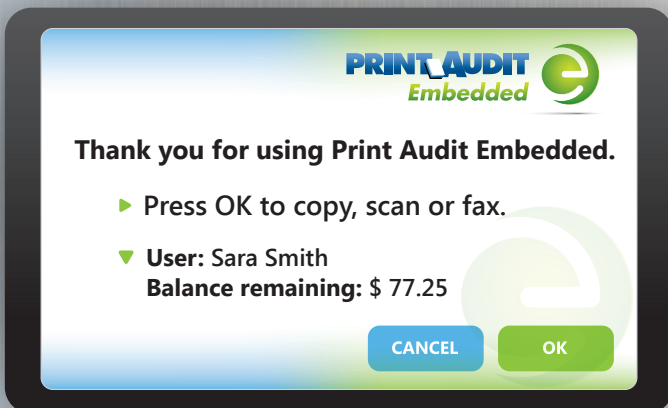 PRINT AUDIT
Embedded
Thank you for using Print Audit Embedded.
Press OK to copy, scan or fax.
User: Sara Smith
Balance remaining: $ 77.25
CANCEL OK